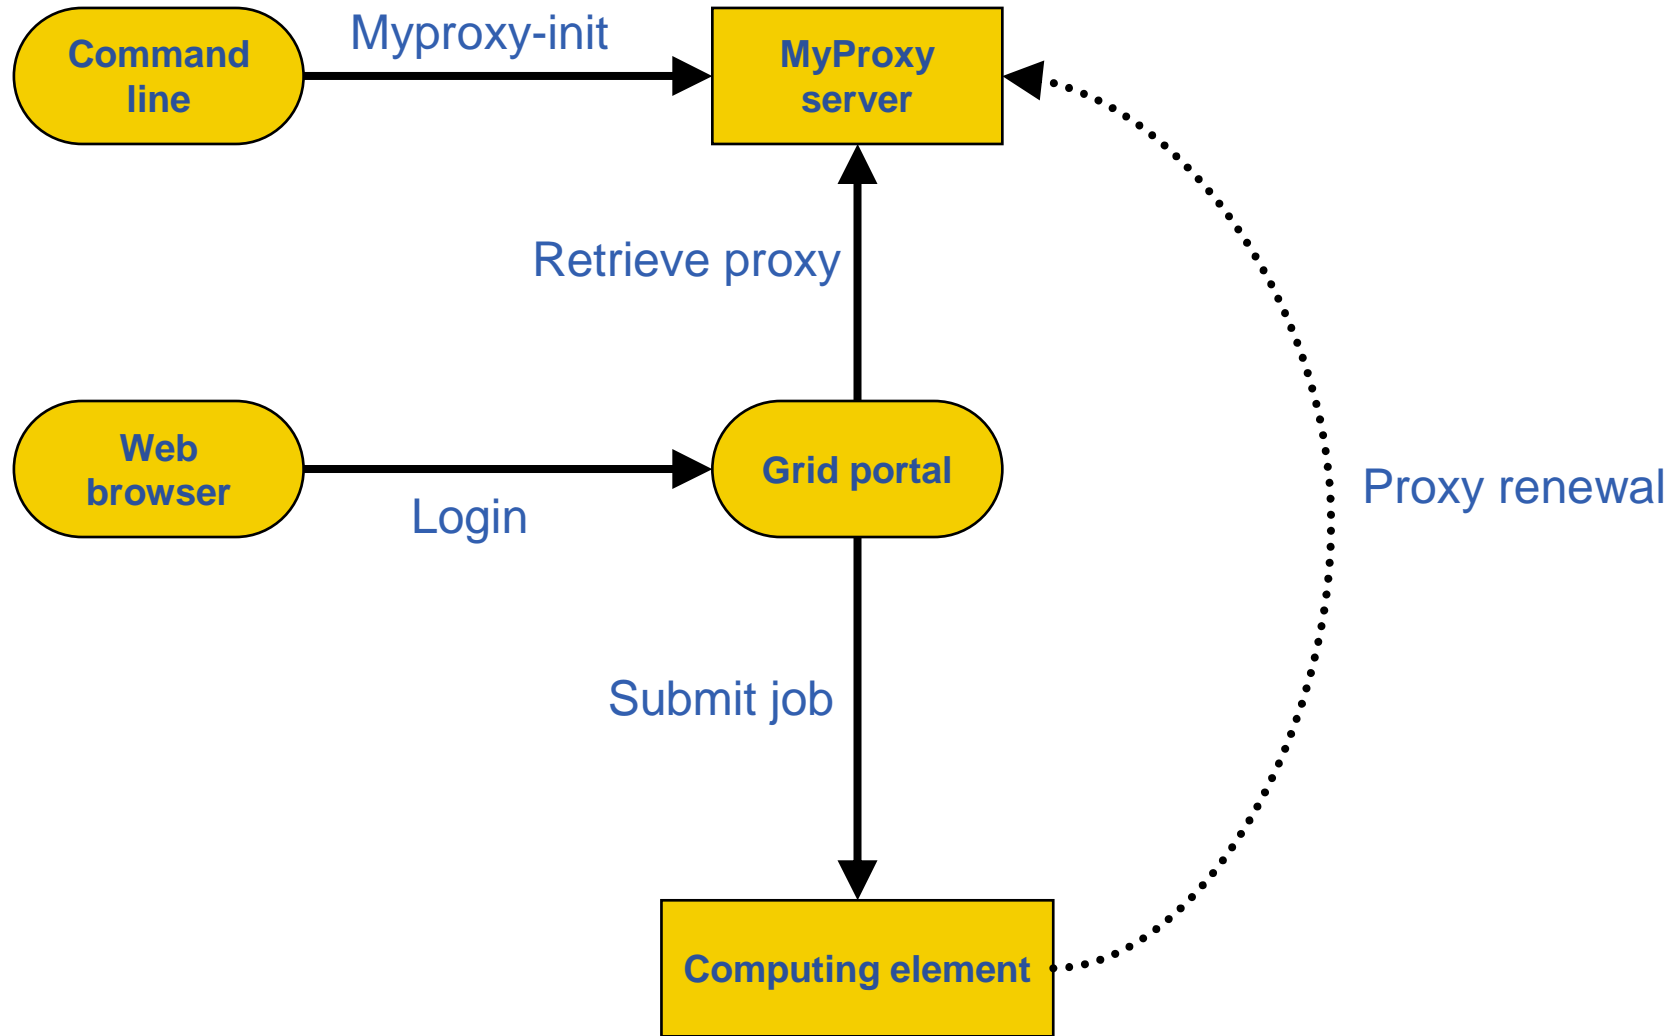 Command
line
Myproxy-init
MyProxy
server
Retrieve proxy
Web
browser
Login
Grid portal
Proxy renewal
Submit job
Computing element